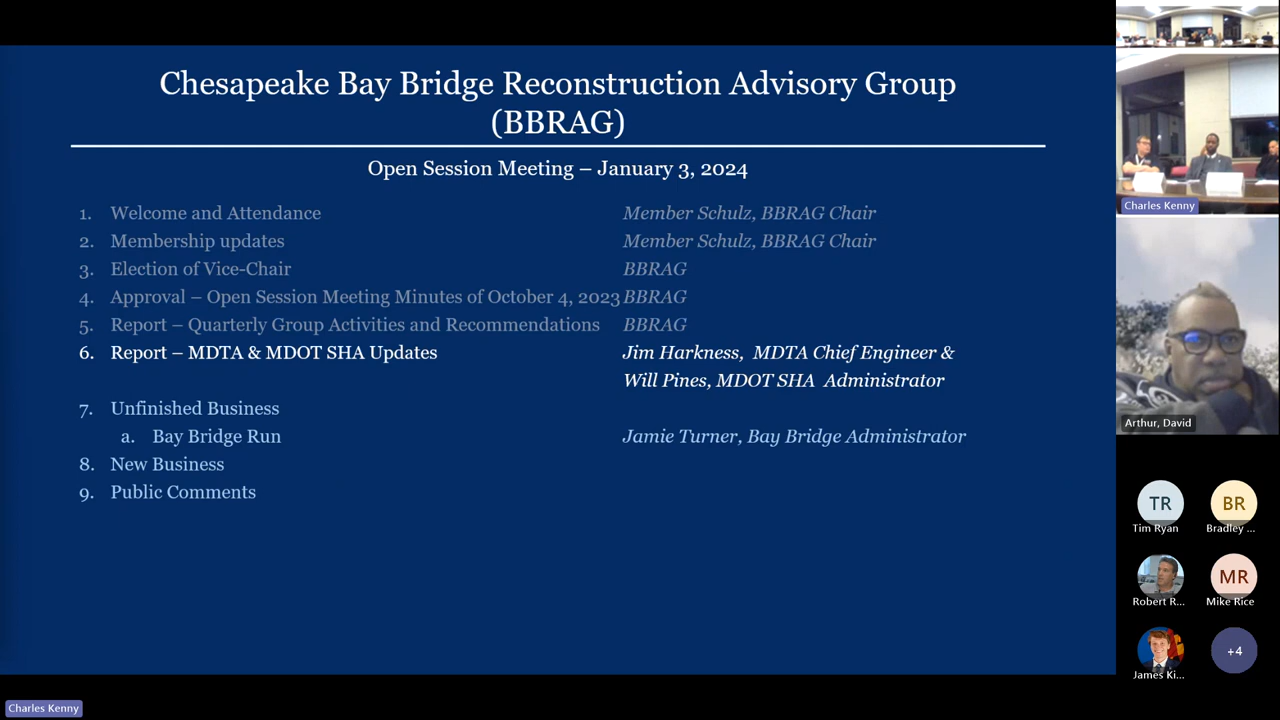 Chesapeake Bay Bridge Reconstruction Advisory Group
(BBRAG)
Open Session Meeting – January 3, 2024
1. Welcome and Attendance Member Schulz, BBRAG Chair
2. Membership updates Member Schulz, BBRAG Chair
3. Election of Vice-Chair BBRAG
4. Approval – Open Session Meeting Minutes of October 4, 2023 BBRAG
5. Report – Quarterly Group Activities and Recommendations BBRAG
6. Report – MDTA & MDOT SHA Updates Jim Harkness, MDTA Chief Engineer &
Will Pines, MDOT SHA Administrator
7. Unfinished Business
a. Bay Bridge Run Jamie Turner, Bay Bridge Administrator
8. New Business
9. Public Comments
Charles Kenny
Charles Kenny
Arthur, David
TR BR
Tim Ryan Bradley ...
MR
Robert R... Mike Rice
+4
James Ki...